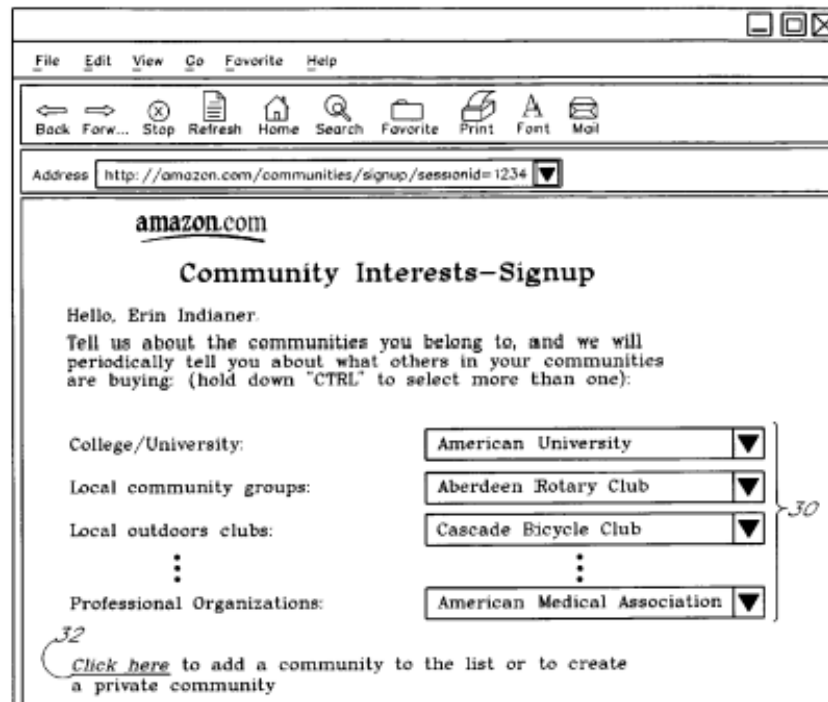 File Edit View Go Favorite Help
Back Forw... Stop Refresh Home Search Favorite Print Font Mail
Address http://amazon.com/communities/signup/sessionid=1234
amazon.com
Community Interests-Signup
Hello, Erin Indianer.
Tell us about the communities you belong to, and we will
periodically tell you about what others in your communities
are buying: (hold down "CTRL" to select more than one):
College/University: American University
Local community groups: Aberdeen Rotary Club
Local outdoors clubs: Cascade Bicycle Club
30
Professional Organizations: American Medical Association
32
Click here to add a community to the list or to create
a private community